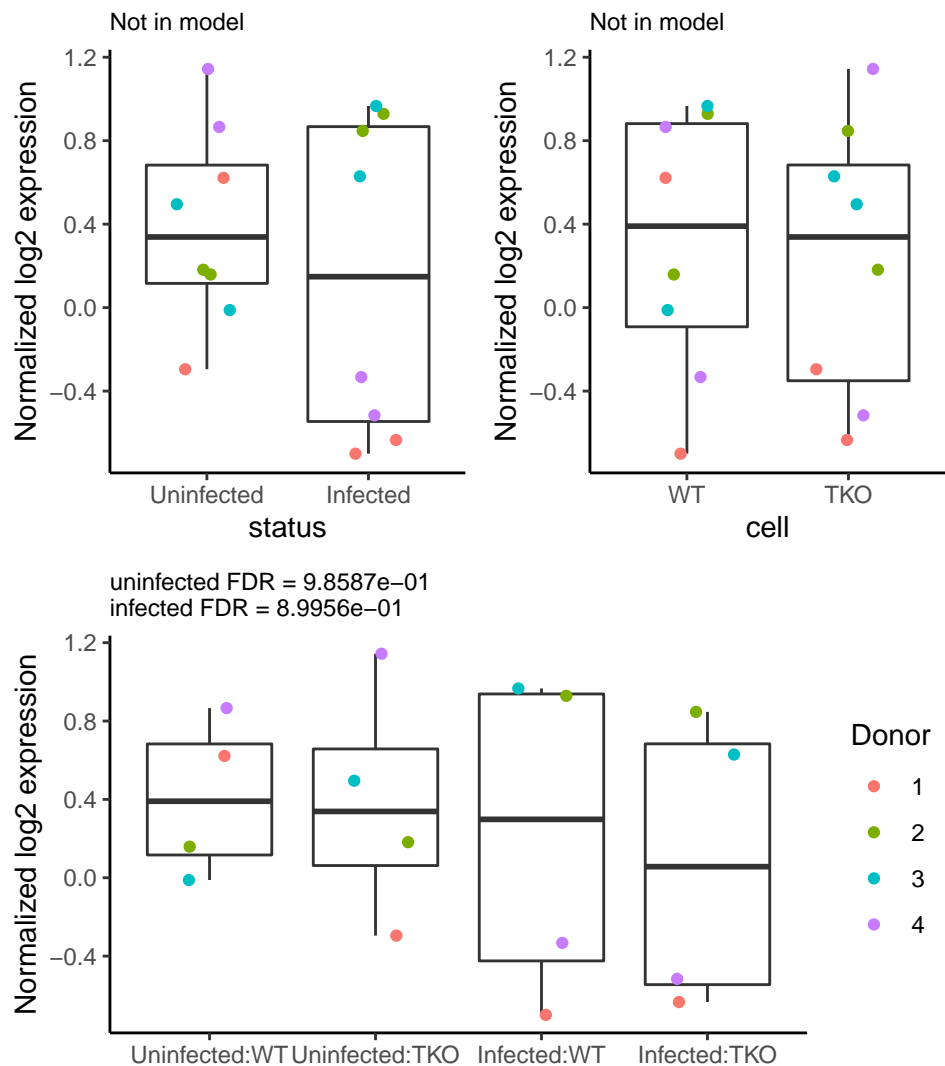 Not in model
Normalized log2 expression
1.2
0.8
0.4
0.0
−0.4
Uninfected Infected
status
Not in model
Normalized log2 expression
1.2
0.8
0.4
0.0
−0.4
WT TKO
cell
uninfected FDR = 9.8587e−01
infected FDR = 8.9956e−01
Normalized log2 expression
1.2
0.8
0.4
0.0
−0.4
Uninfected:WT Uninfected:TKO Infected:WT Infected:TKO
Donor
1
2
3
4